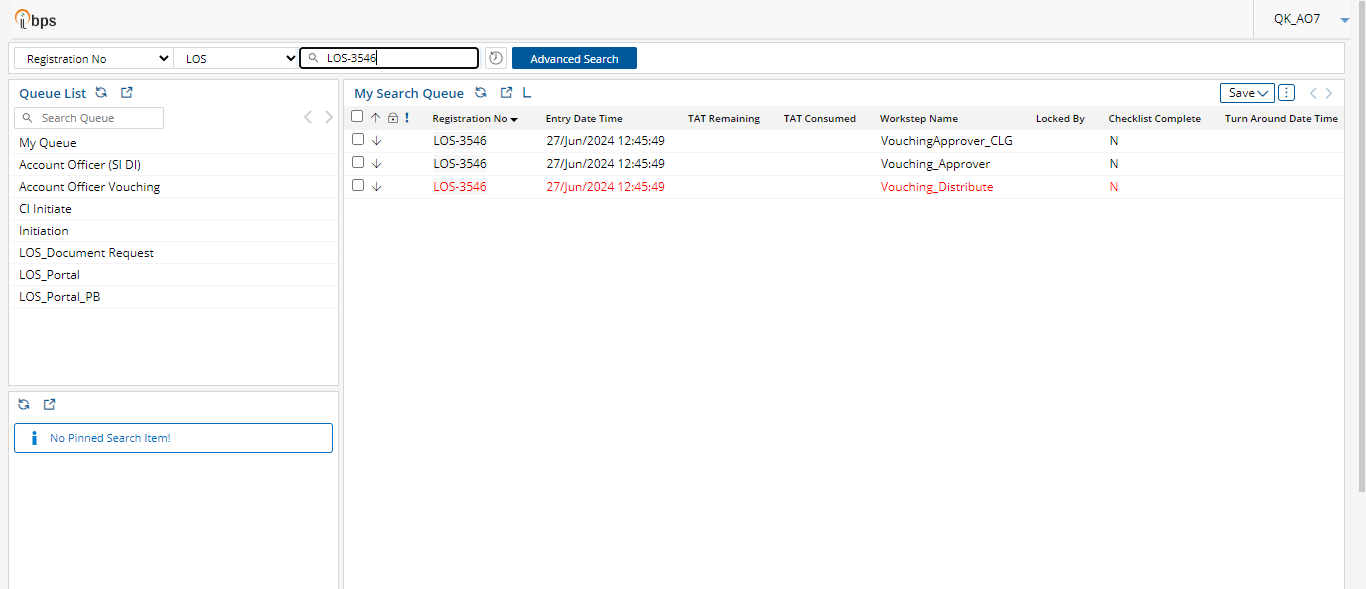 ibps
QK_AO7
Registration No LOS LOS-3546 Advanced Search
Queue List
Search Queue
My Queue
Account Officer (SI DI)
Account Officer Vouching
CI Initiate
Initiation
LOS_Document Request
LOS_Portal
LOS_Portal_PB
No Pinned Search Item!
My Search Queue L Save
! Registration No Entry Date Time TAT Remaining TAT Consumed Workstep Name Locked By Checklist Complete Turn Around Date Time
LOS-3546 27/Jun/2024 12:45:49 VouchingApprover_CLG N
LOS-3546 27/Jun/2024 12:45:49 Vouching_Approver N
LOS-3546 27/Jun/2024 12:45:49 Vouching_Distribute N